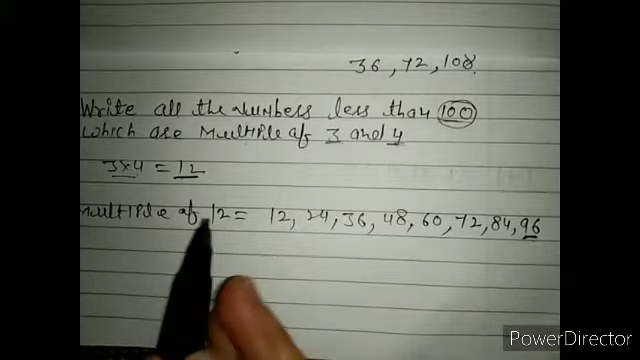 36, 72, 108.
Write all the numbers less than 100
which are multiple of 3 and 4
3x4 = 12
Multiple of 12 = 12, 24, 36, 48, 60, 72, 84, 96
PowerDirector